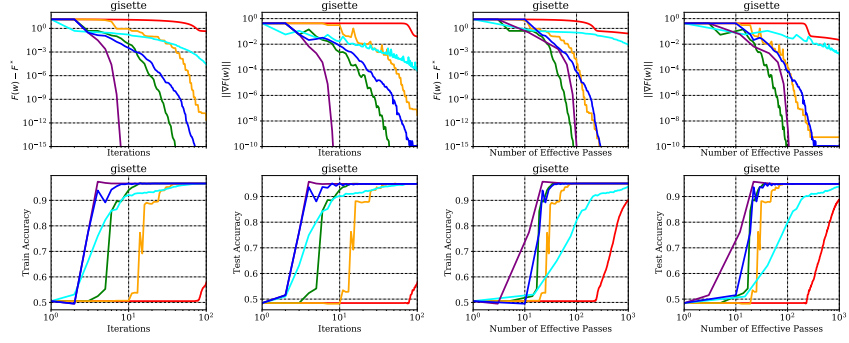 gisette gisette gisette gisette
F(w) − F*
10^0
10^-3
10^-6
10^-9
10^-12
10^-15
Iterations
||∇F(w)||
10^0
10^-2
10^-4
10^-6
10^-8
10^-10
Iterations
F(w) − F*
10^0
10^-3
10^-6
10^-9
10^-12
10^-15
Number of Effective Passes
||∇F(w)||
10^0
10^-2
10^-4
10^-6
10^-8
10^-10
Number of Effective Passes
gisette gisette gisette gisette
Train Accuracy
0.9
0.8
0.7
0.6
0.5
10^0 10^1 10^2
Iterations
Test Accuracy
0.9
0.8
0.7
0.6
0.5
10^0 10^1 10^2
Iterations
Train Accuracy
0.9
0.8
0.7
0.6
0.5
10^0 10^1 10^2 10^3
Number of Effective Passes
Test Accuracy
0.9
0.8
0.7
0.6
0.5
10^0 10^1 10^2 10^3
Number of Effective Passes